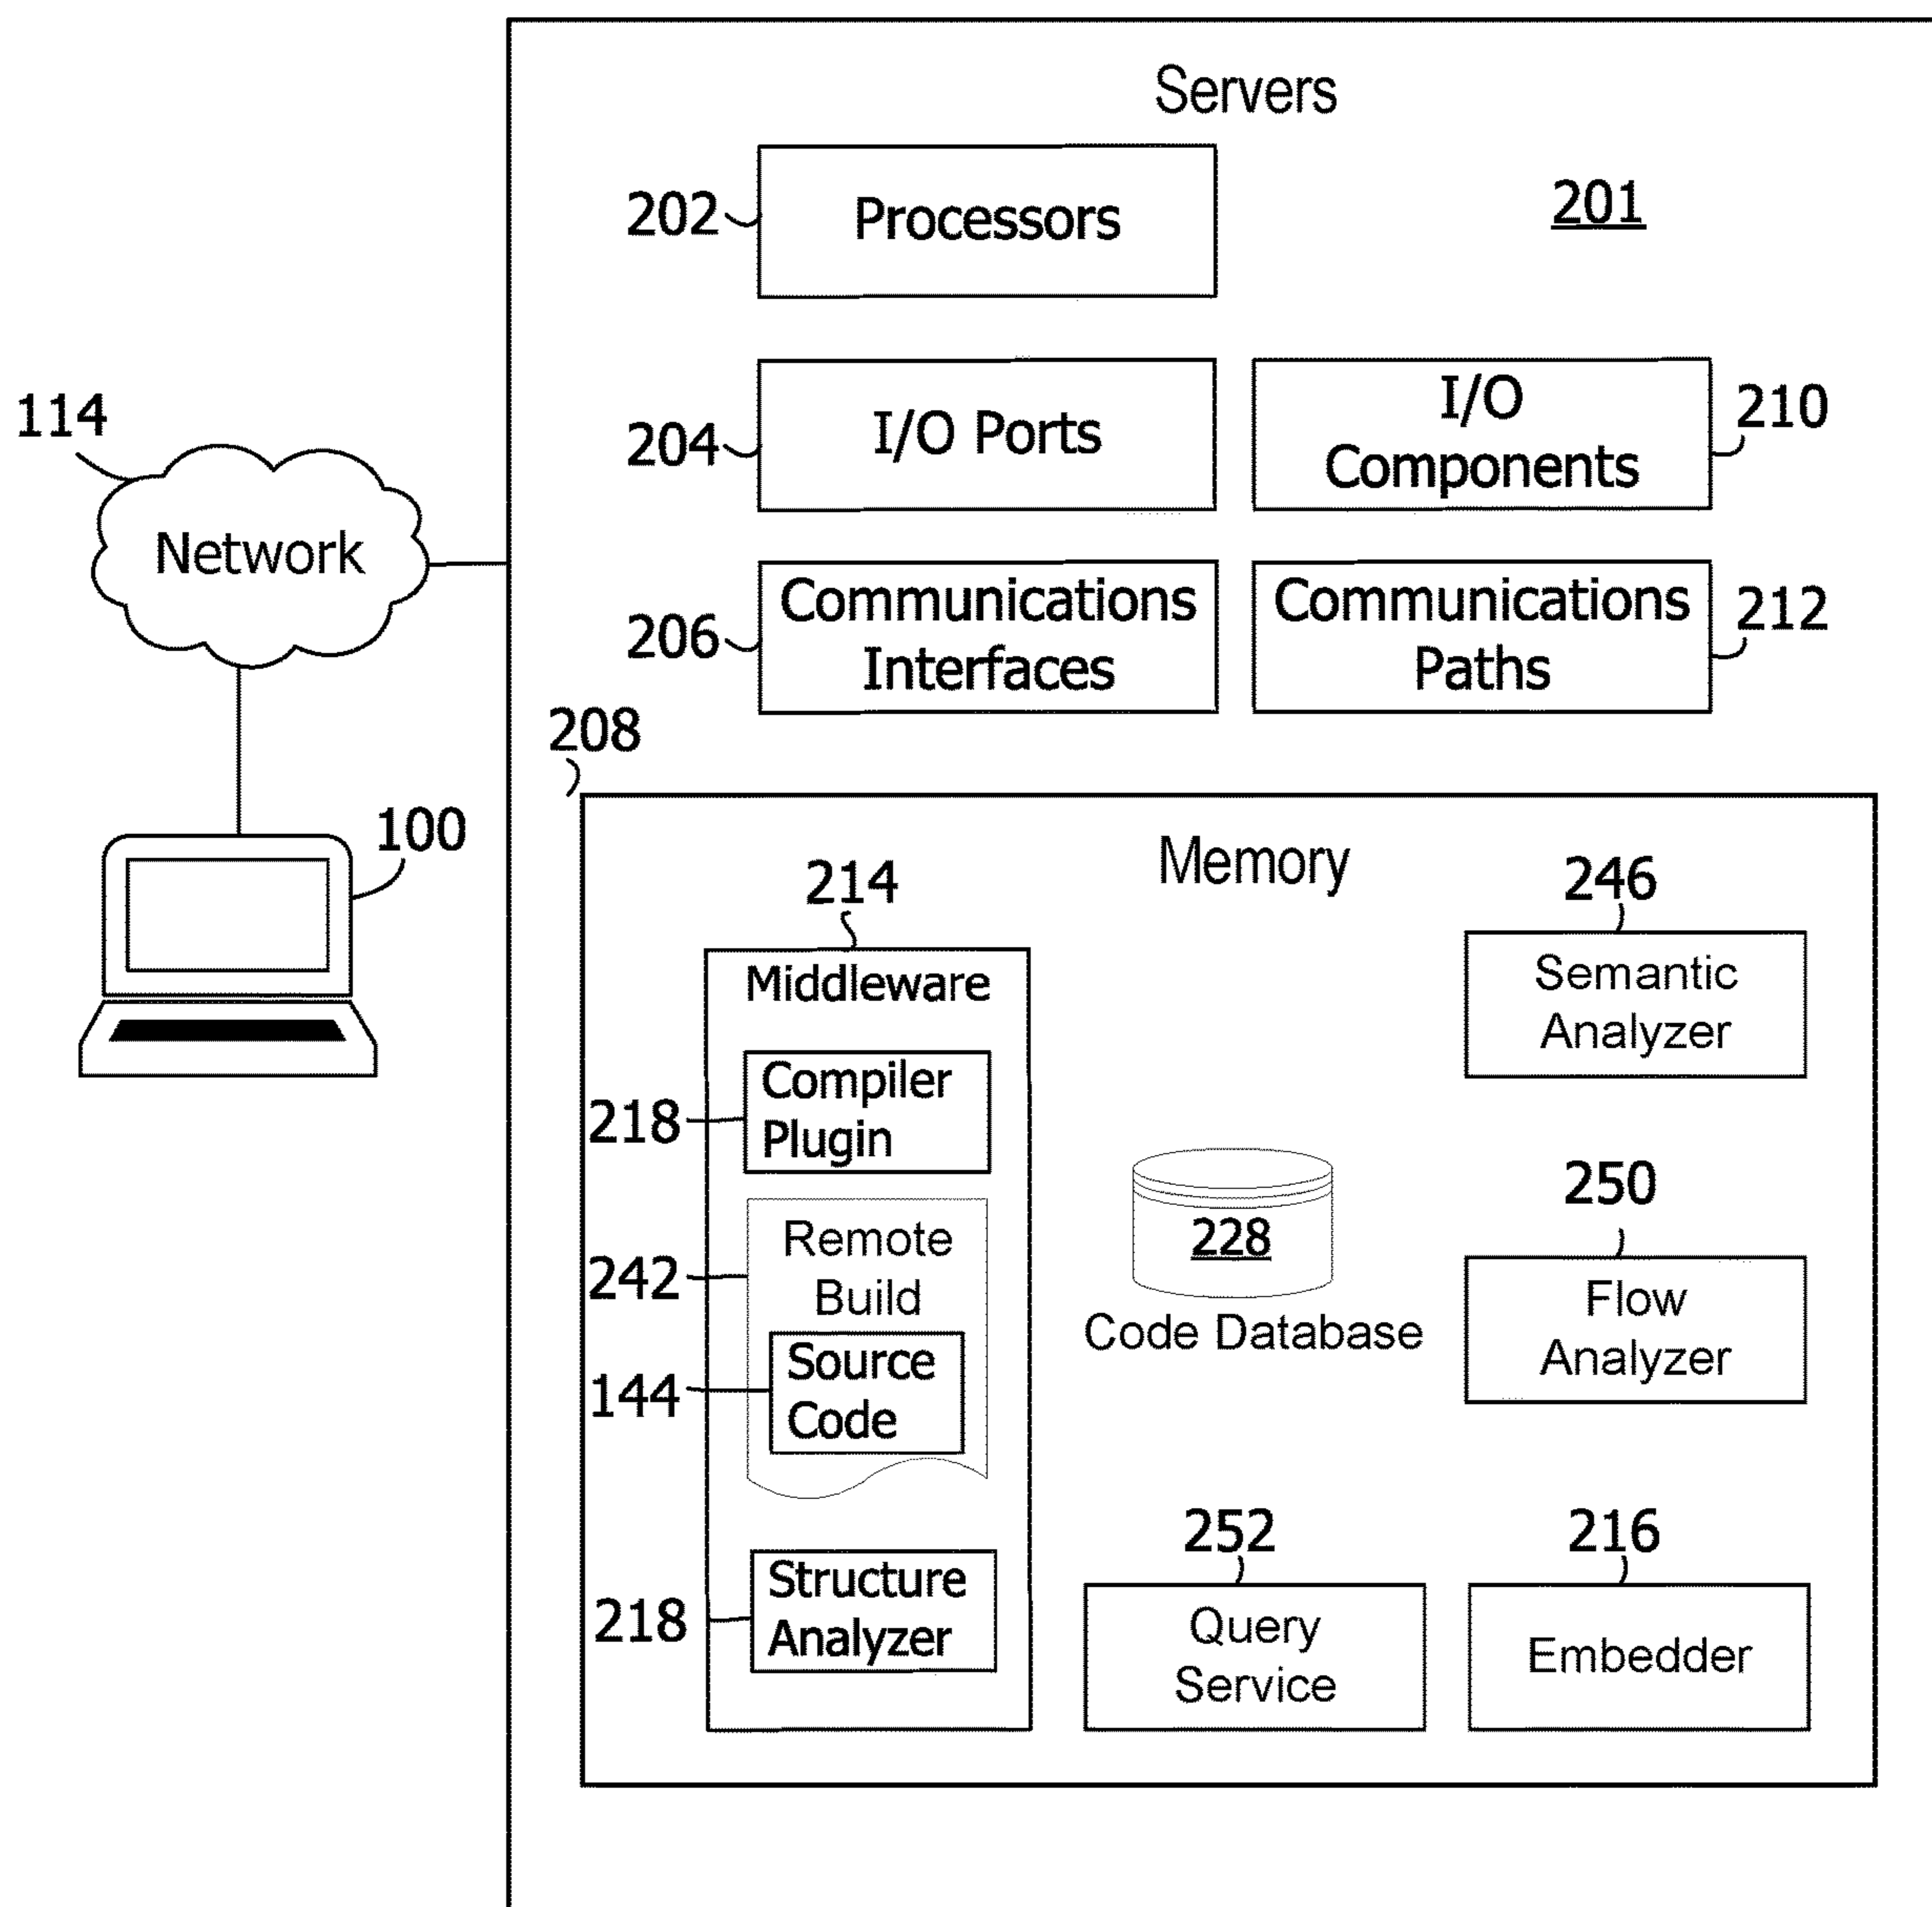 Servers
202
Processors
201
114
Network
204
I/O Ports
I/O
Components
210
206
Communications
Interfaces
Communications
Paths
212
208
100
Memory
214
Middleware
218
Compiler
Plugin
242
Remote
Build
144
Source
Code
218
Structure
Analyzer
228
Code Database
246
Semantic
Analyzer
250
Flow
Analyzer
252
Query
Service
216
Embedder